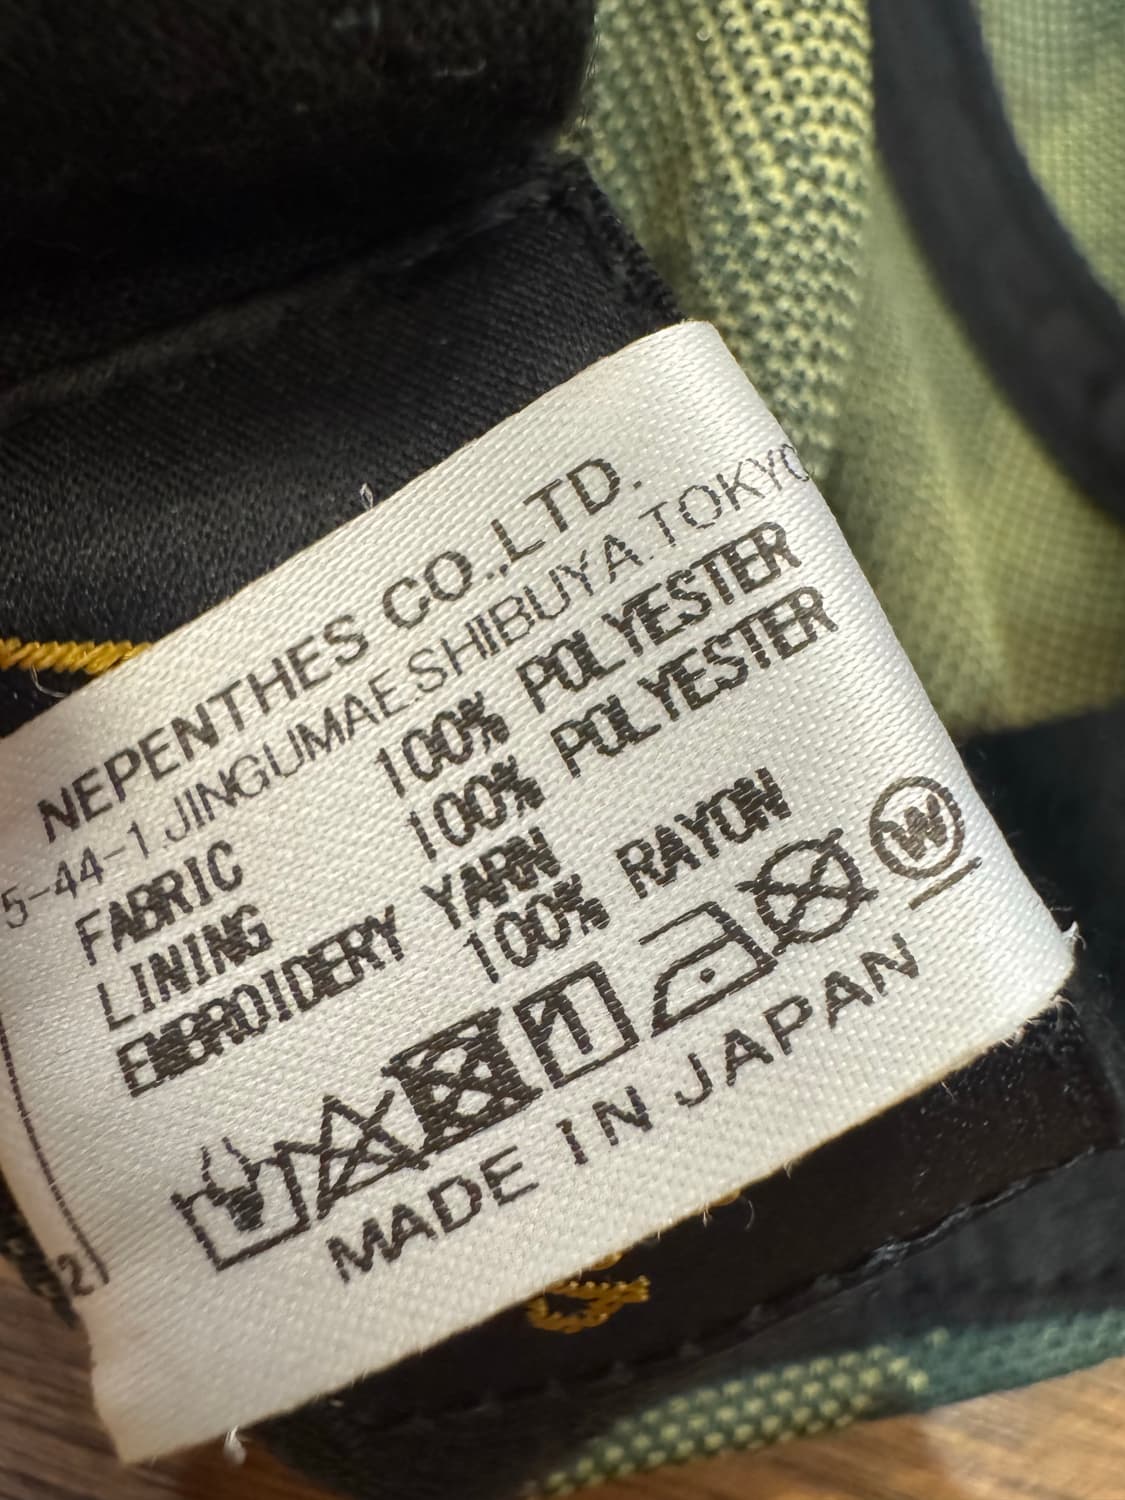 NEPENTHES CO.,LTD.
5-44-1.JINGUMAE.SHIBUYA.TOKYO
FABRIC 100% POLYESTER
LINING 100% POLYESTER
EMBROIDERY YARN
100% RAYON
W
MADE IN JAPAN